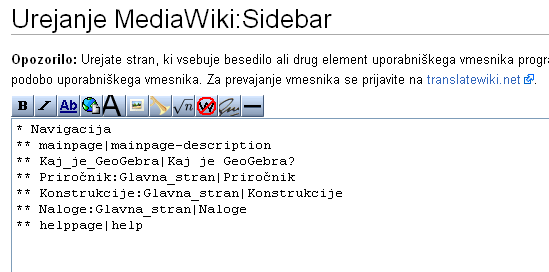 Urejanje MediaWiki:Sidebar
Opozorilo: Urejate stran, ki vsebuje besedilo ali drug element uporabniškega vmesnika progra
podobo uporabniškega vmesnika. Za prevajanje vmesnika se prijavite na translatewiki.net.
B I Ab A √n W
* Navigacija
** mainpage|mainpage-description
** Kaj_je_GeoGebra|Kaj je GeoGebra?
** Priročnik:Glavna_stran|Priročnik
** Konstrukcije:Glavna_stran|Konstrukcije
** Naloge:Glavna_stran|Naloge
** helppage|help